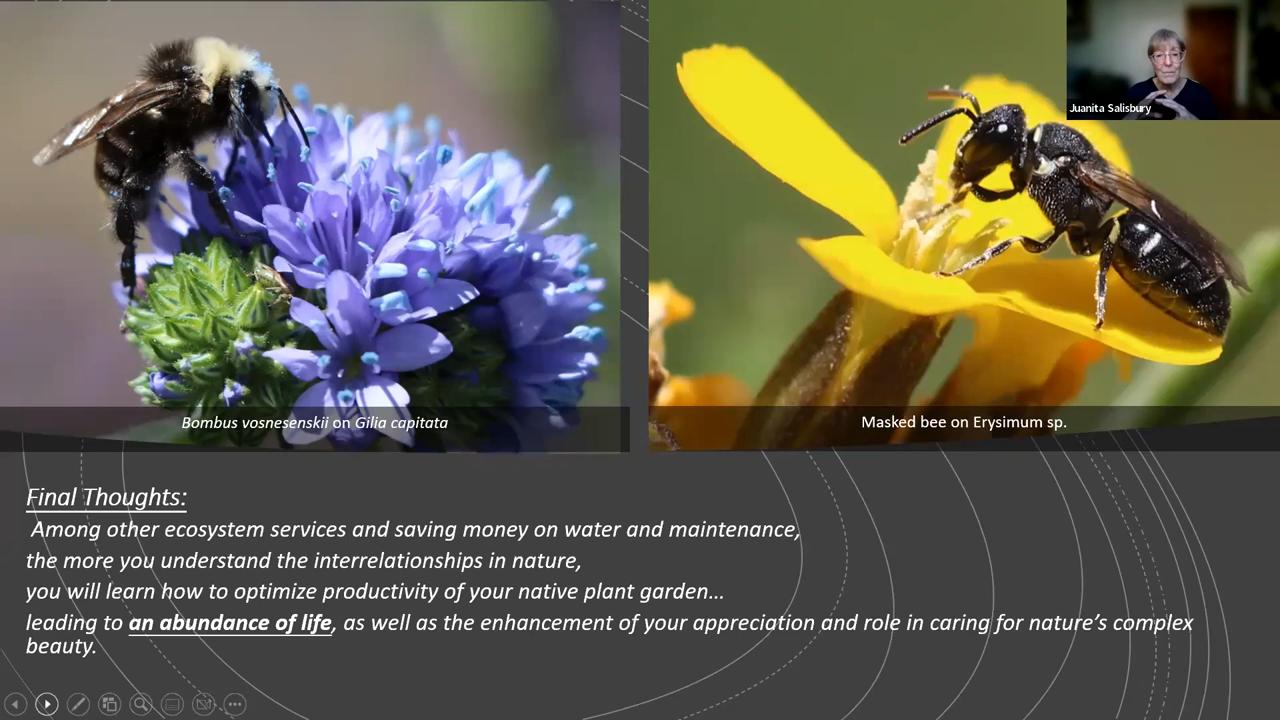 Juanita Salisbury
Bombus vosnesenskii on Gilia capitata
Masked bee on Erysimum sp.
Final Thoughts:
Among other ecosystem services and saving money on water and maintenance,
the more you understand the interrelationships in nature,
you will learn how to optimize productivity of your native plant garden…
leading to an abundance of life, as well as the enhancement of your appreciation and role in caring for nature’s complex
beauty.